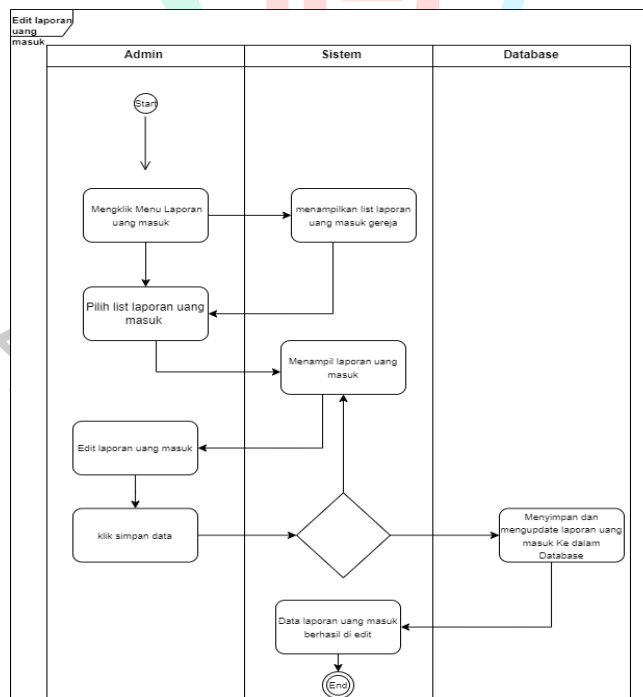 Edit laporan
uang
masuk
Admin
Sistem
Database
Start
Mengklik Menu Laporan
uang masuk
menampilkan list laporan
uang masuk gereja
Pilih list laporan uang
masuk
Menampil laporan uang
masuk
Edit laporan uang masuk
klik simpan data
Menyimpan dan
mengupdate laporan uang
masuk Ke dalam
Database
Data laporan uang masuk
berhasil di edit
End